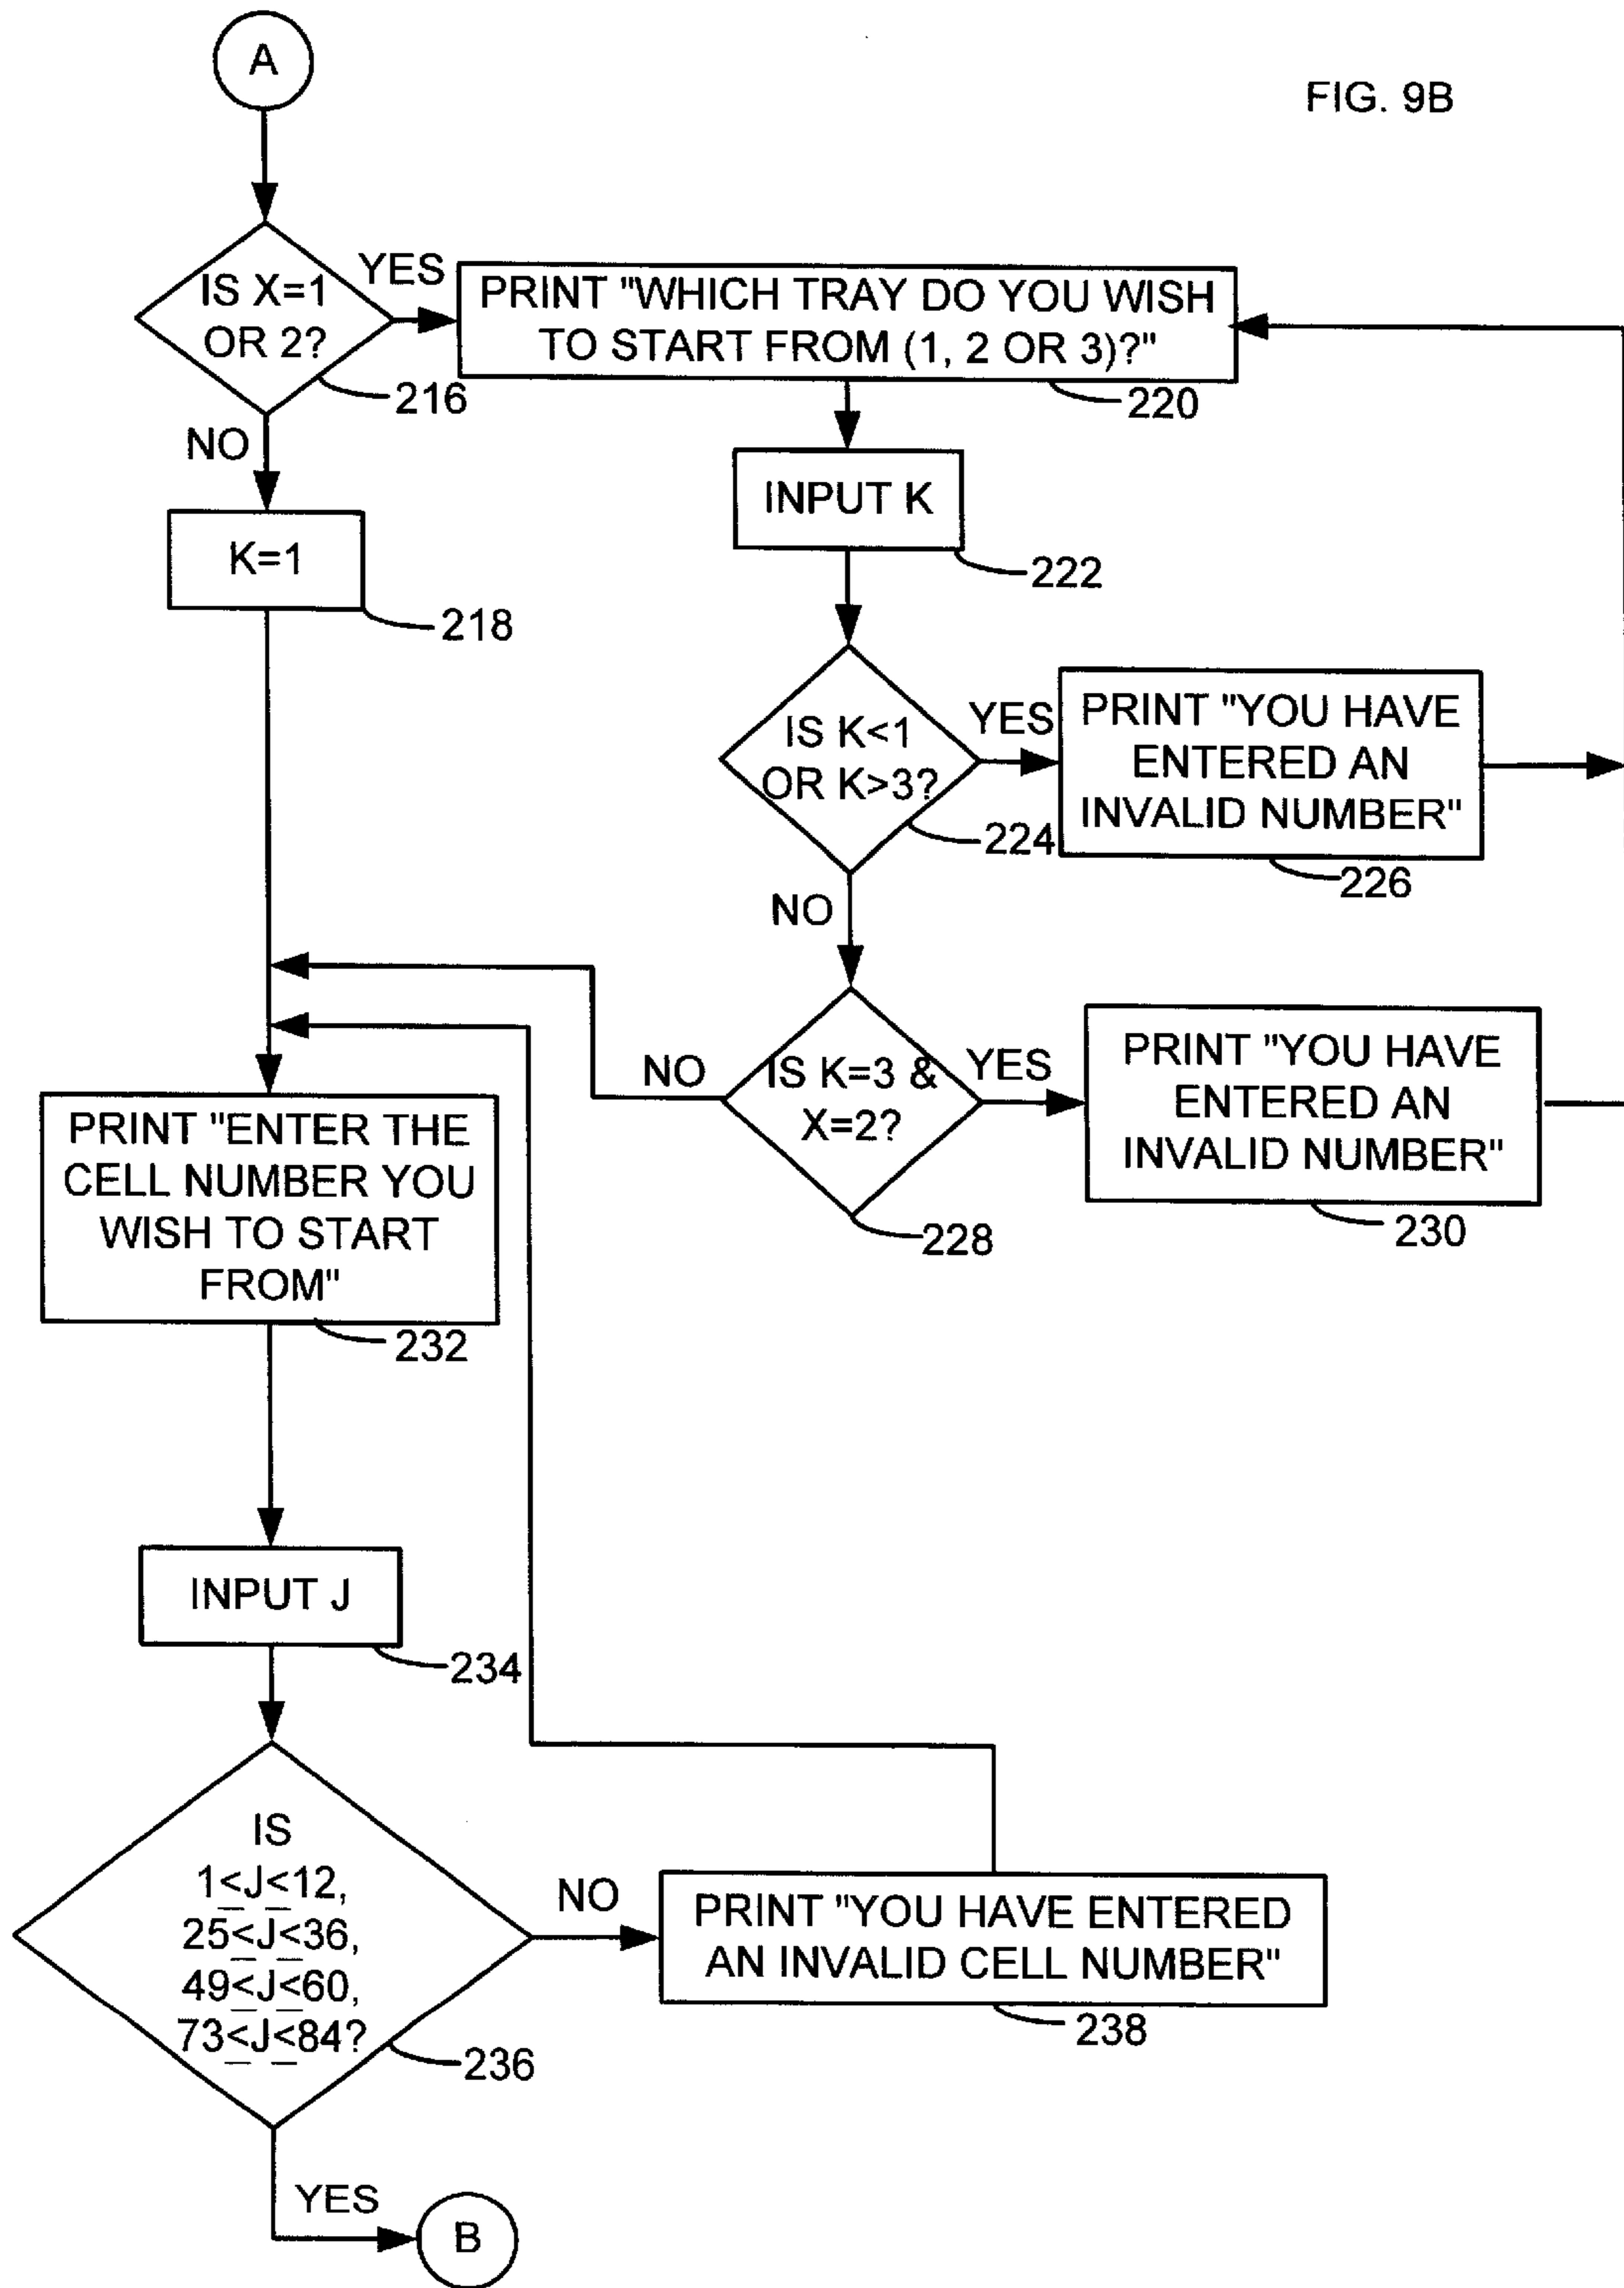 A
FIG. 9B
IS X=1
OR 2?
YES
216
NO
PRINT "WHICH TRAY DO YOU WISH
TO START FROM (1, 2 OR 3)?"
220
INPUT K
222
K=1
218
IS K<1
OR K>3?
YES
224
NO
PRINT "YOU HAVE
ENTERED AN
INVALID NUMBER"
226
IS K=3 &
X=2?
NO
YES
228
PRINT "YOU HAVE
ENTERED AN
INVALID NUMBER"
230
PRINT "ENTER THE
CELL NUMBER YOU
WISH TO START
FROM"
232
INPUT J
234
IS
1≤J≤12,
25≤J≤36,
49≤J≤60,
73≤J≤84?
236
NO
PRINT "YOU HAVE ENTERED
AN INVALID CELL NUMBER"
238
YES
B